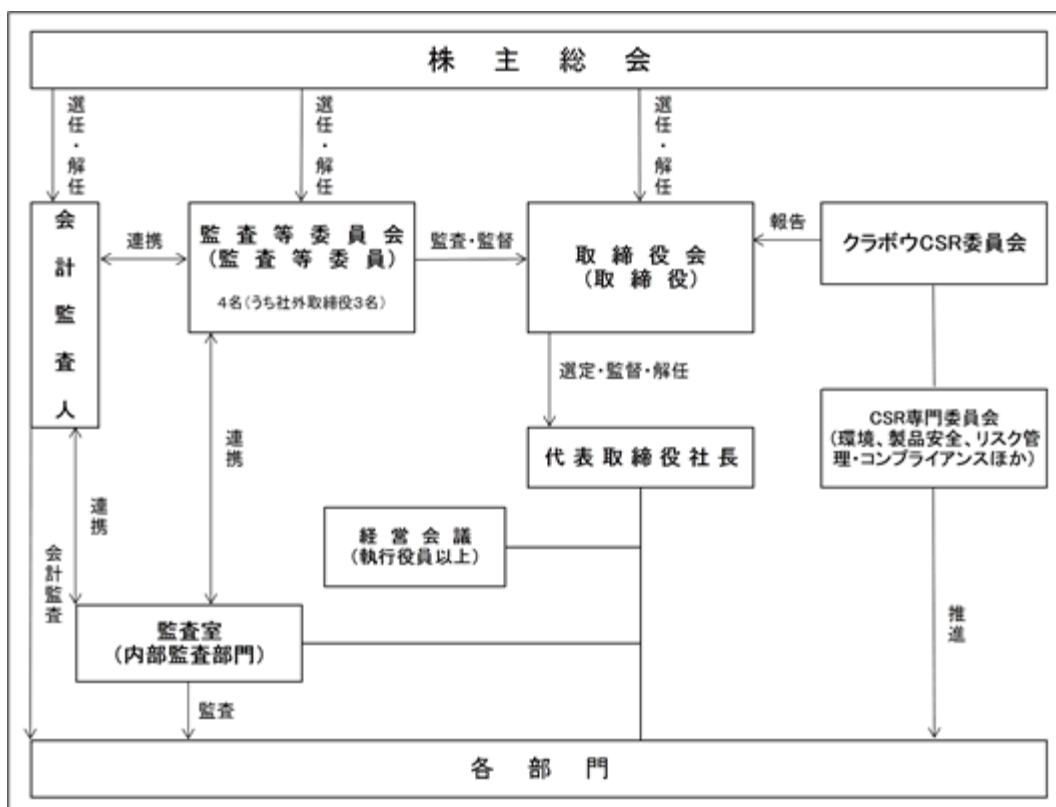 株主総会
選任・解任
選任・解任
選任・解任
会計監査人
連携
監査等委員会
(監査等委員)
4名(うち社外取締役3名)
監査・監督
取締役会
(取締役)
報告
クラボウCSR委員会
選定・監督・解任
代表取締役社長
CSR専門委員会
(環境、製品安全、リスク管
理・コンプライアンスほか)
連携
連携
経営会議
(執行役員以上)
会計監査
監査室
(内部監査部門)
推進
監査
各部門